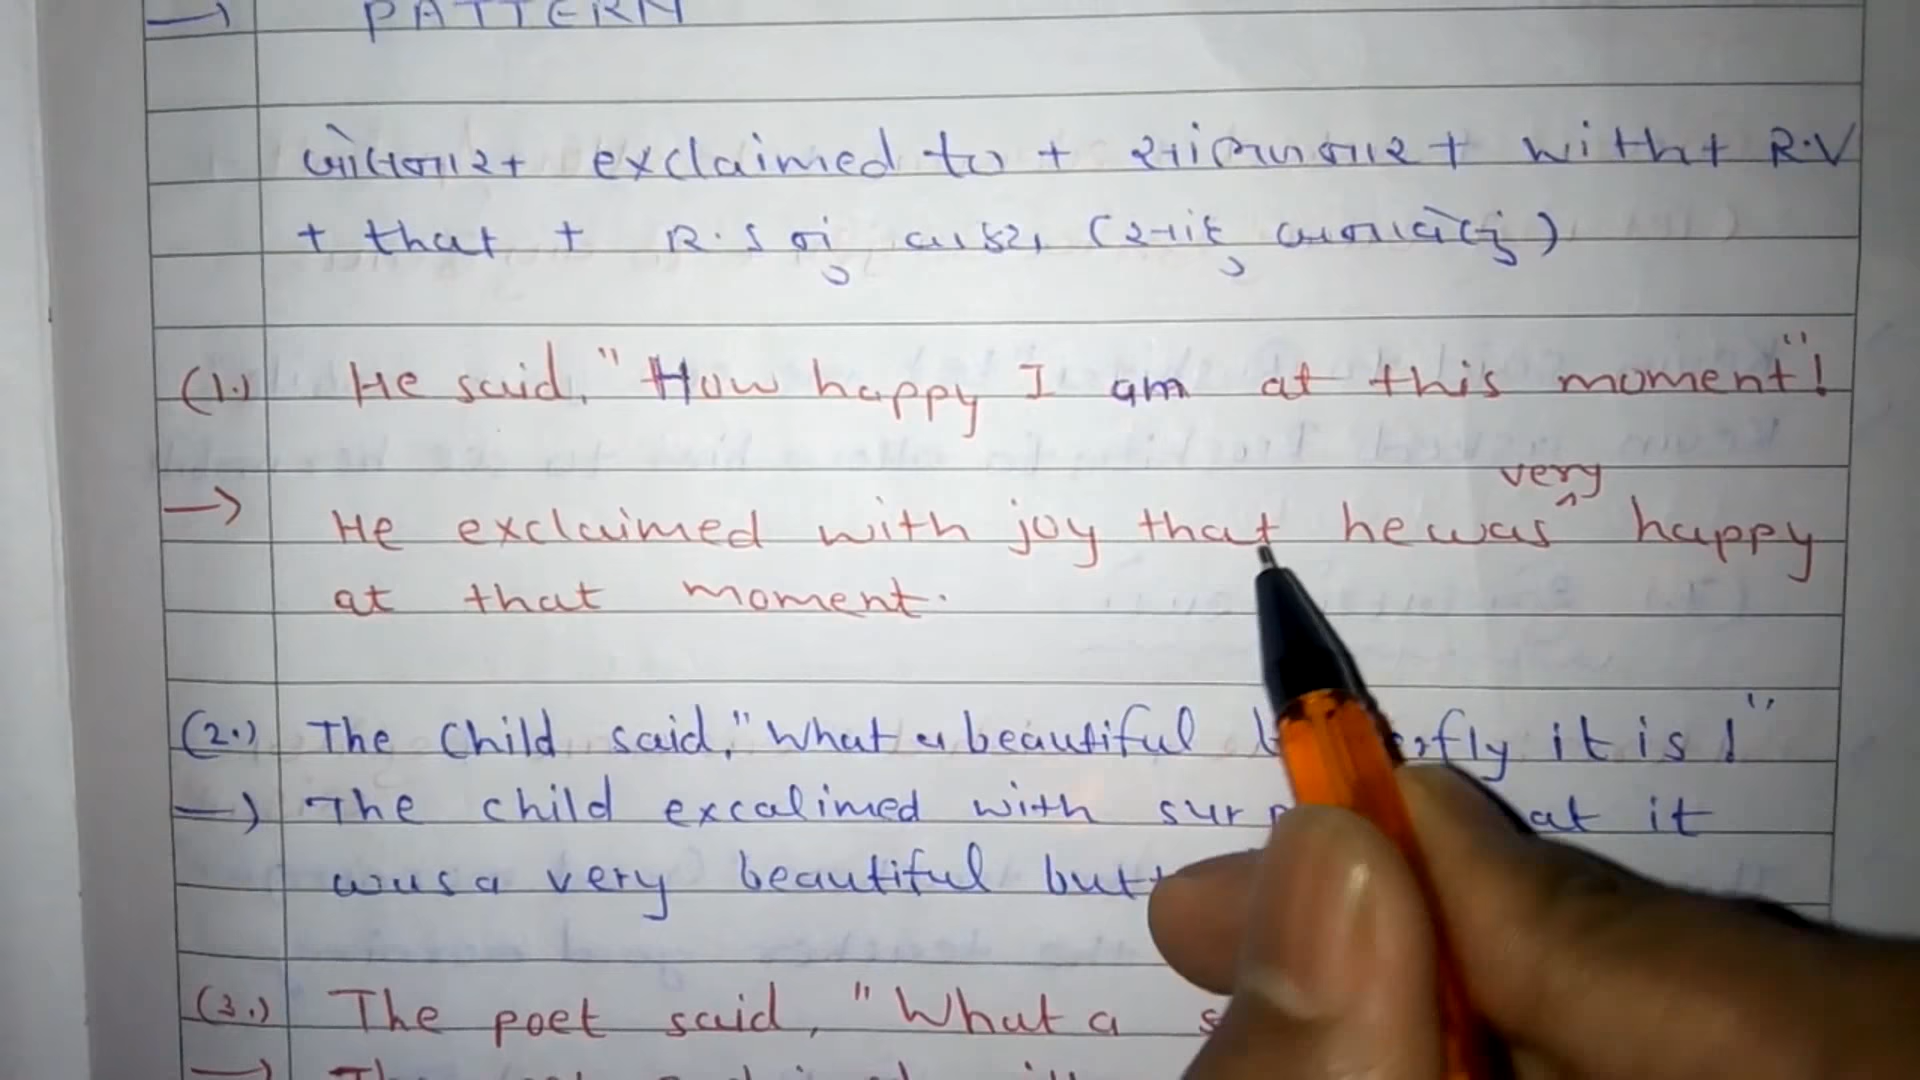 → PATTERN
બોલનાર+ exclaimed to + સાંભળનાર + with + R.V
+ that + R.S નું વાક્ય (સાદું બનાવેલું)
(1.) He said, "How happy I am at this moment"!
very
→ He exclaimed with joy that he was ^ happy
at that moment.
(2.) The Child said, "What a beautiful it is!"
→ The child excalimed with it
was a very beautiful
(3.) The poet said, "What a
→ The